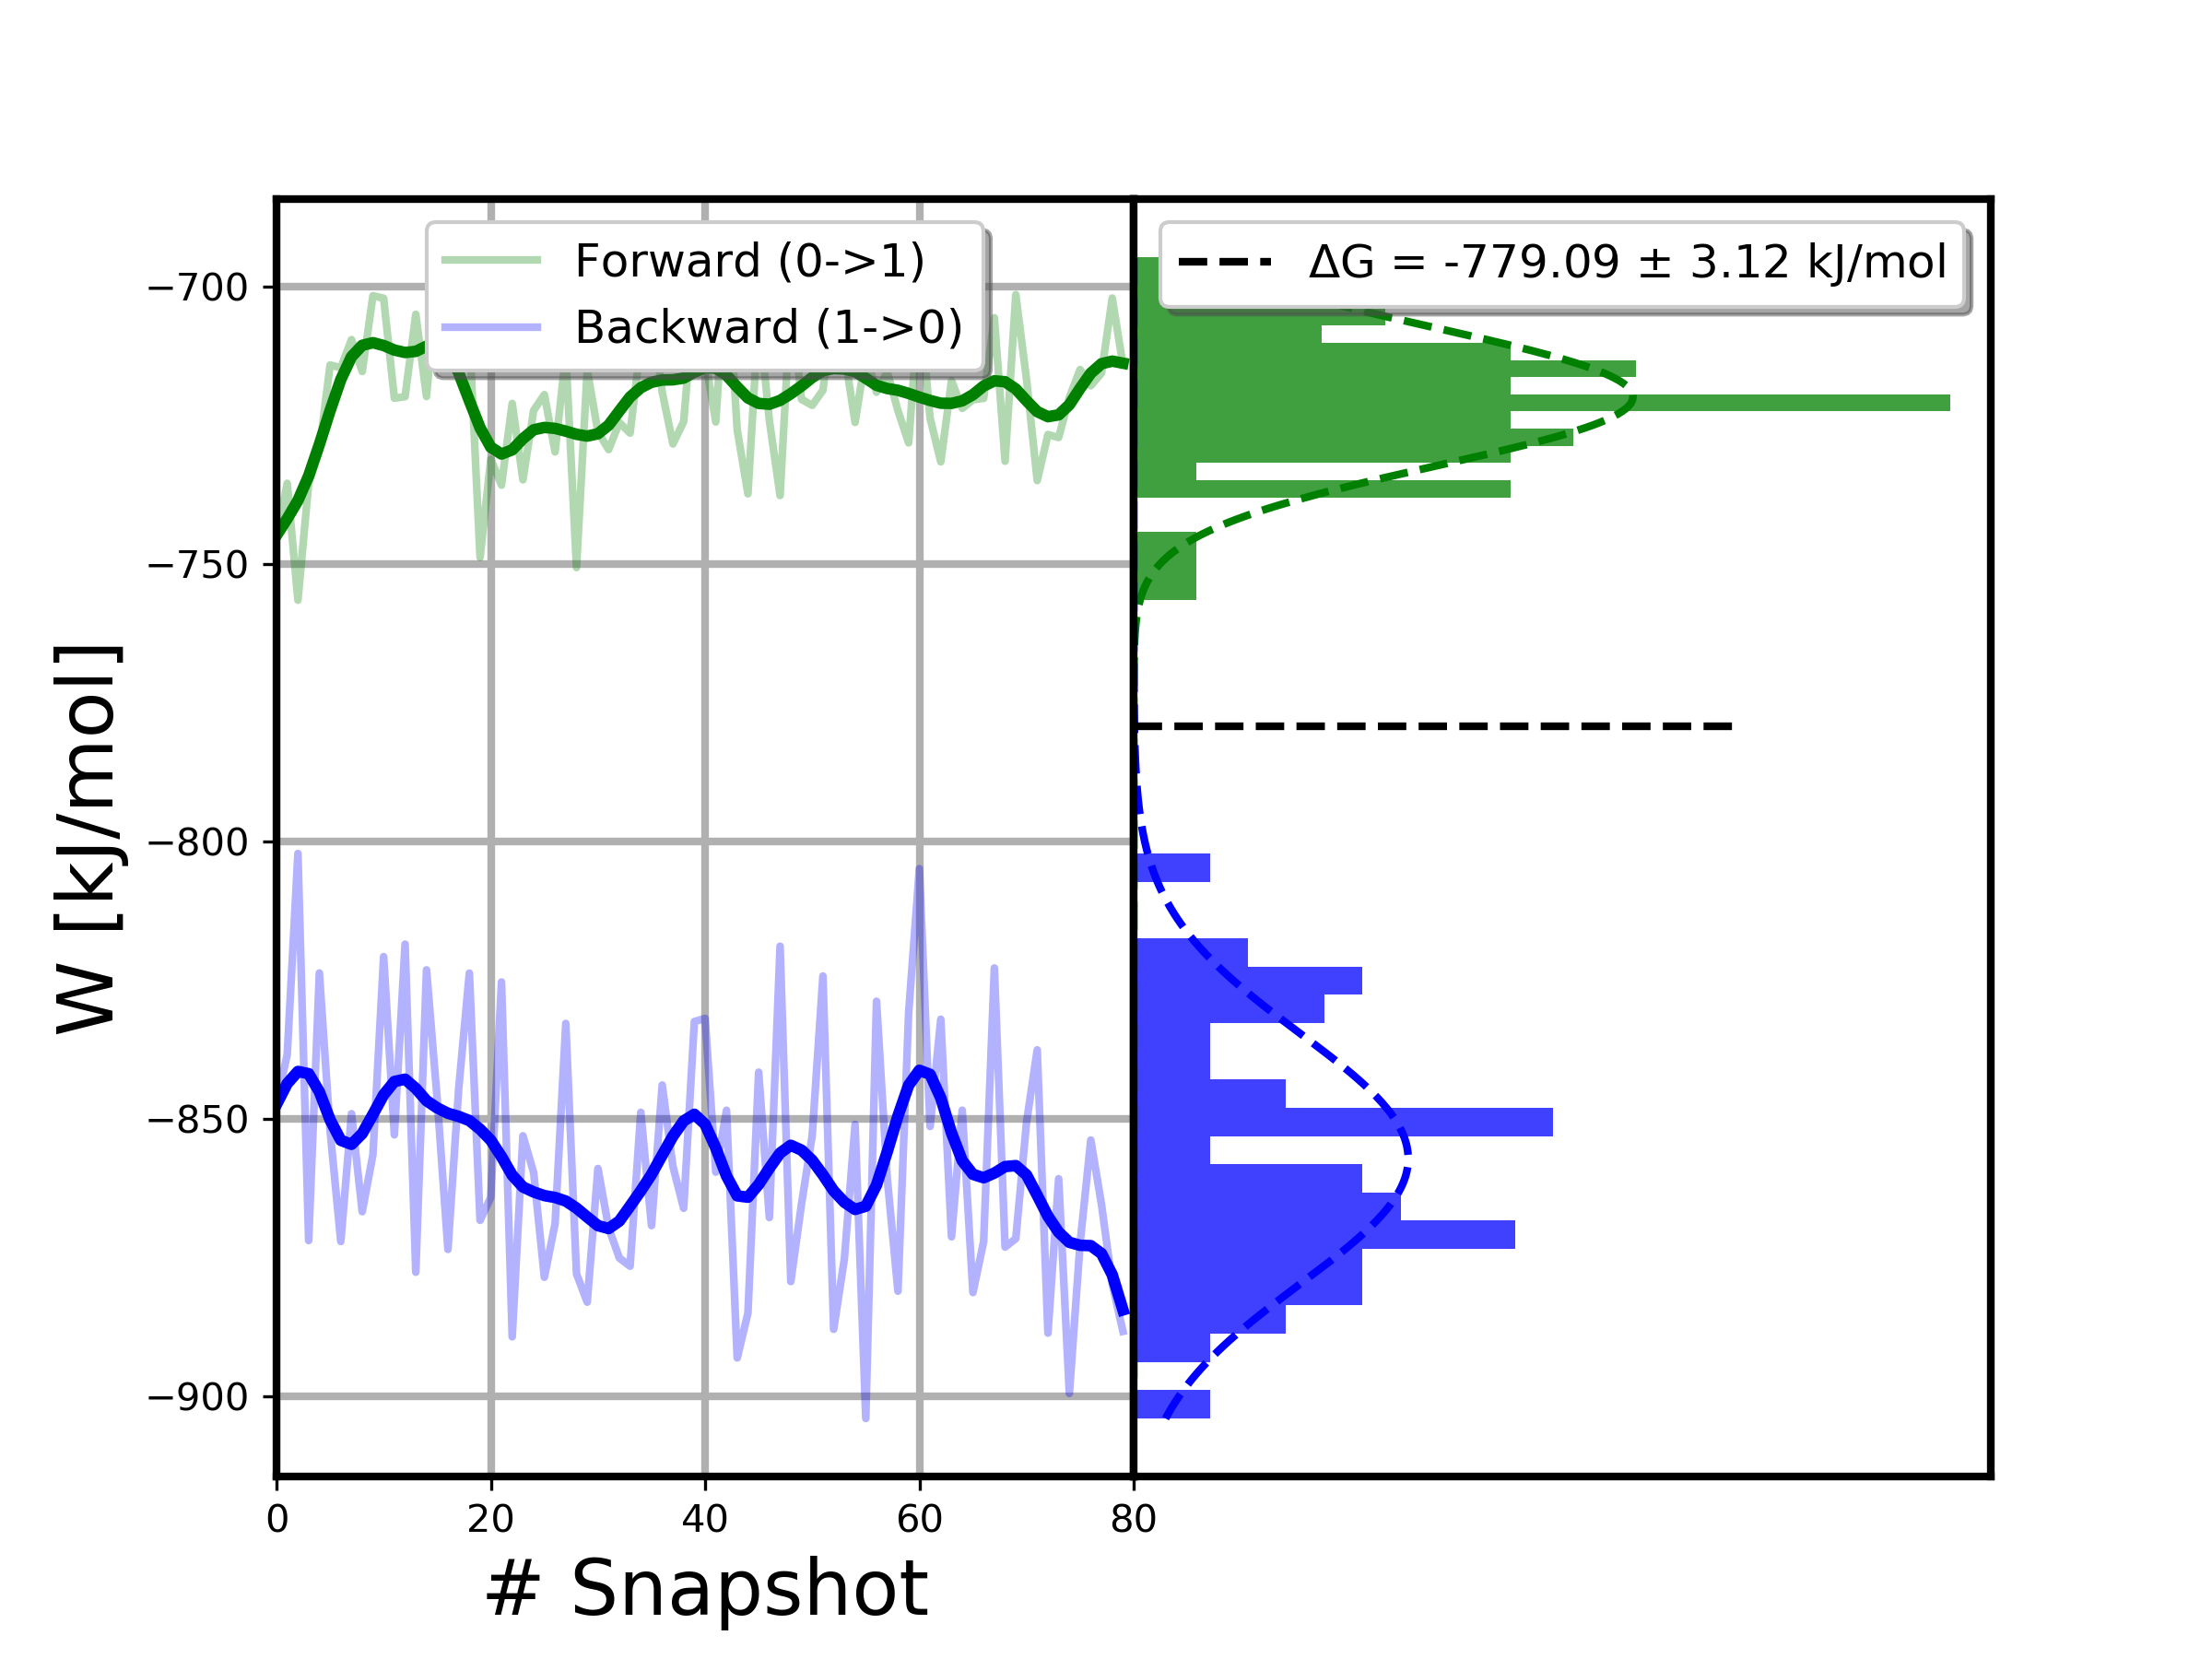 Forward (0->1)
Backward (1->0)
ΔG = -779.09 ± 3.12 kJ/mol
−700
−750
−800
−850
−900
W [kJ/mol]
0 20 40 60 80
# Snapshot